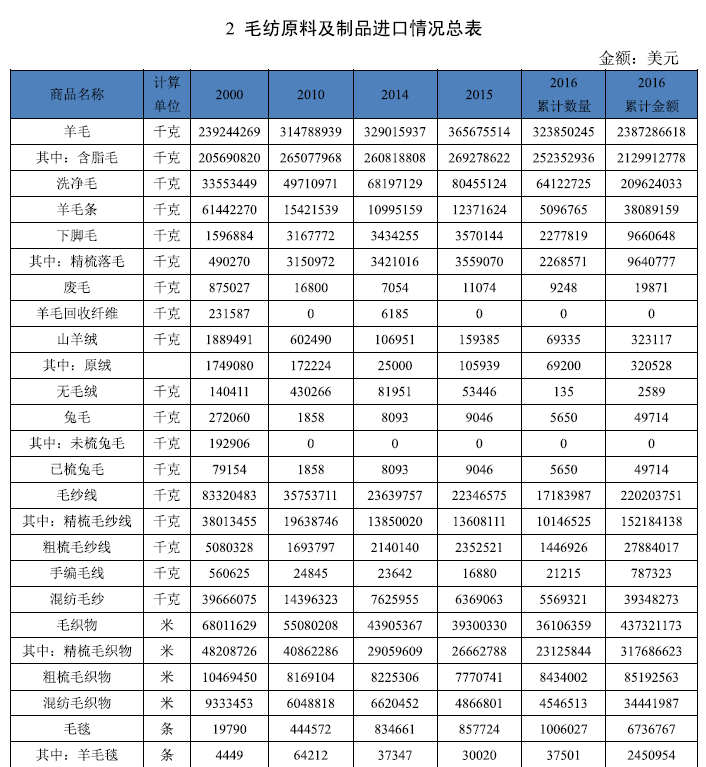 2 毛纺原料及制品进口情况总表
金额：美元
商品名称 计算单位 2000 2010 2014 2015 2016累计数量 2016累计金额
羊毛 千克 239244269 314788939 329015937 365675514 323850245 2387286618
其中：含脂毛 千克 205690820 265077968 260818808 269278622 252352936 2129912778
洗净毛 千克 33553449 49710971 68197129 80455124 64122725 209624033
羊毛条 千克 61442270 15421539 10995159 12371624 5096765 38089159
下脚毛 千克 1596884 3167772 3434255 3570144 2277819 9660648
其中：精梳落毛 千克 490270 3150972 3421016 3559070 2268571 9640777
废毛 千克 875027 16800 7054 11074 9248 19871
羊毛回收纤维 千克 231587 0 6185 0 0 0
山羊绒 千克 1889491 602490 106951 159385 69335 323117
其中：原绒 1749080 172224 25000 105939 69200 320528
无毛绒 千克 140411 430266 81951 53446 135 2589
兔毛 千克 272060 1858 8093 9046 5650 49714
其中：未梳兔毛 千克 192906 0 0 0 0 0
已梳兔毛 千克 79154 1858 8093 9046 5650 49714
毛纱线 千克 83320483 35753711 23639757 22346575 17183987 220203751
其中：精梳毛纱线 千克 38013455 19638746 13850020 13608111 10146525 152184138
粗梳毛纱线 千克 5080328 1693797 2140140 2352521 1446926 27884017
手编毛线 千克 560625 24845 23642 16880 21215 787323
混纺毛纱 千克 39666075 14396323 7625955 6369063 5569321 39348273
毛织物 米 68011629 55080208 43905367 39300330 36106359 437321173
其中：精梳毛织物 米 48208726 40862286 29059609 26662788 23125844 317686623
粗梳毛织物 米 10469450 8169104 8225306 7770741 8434002 85192563
混纺毛织物 米 9333453 6048818 6620452 4866801 4546513 34441987
毛毯 条 19790 444572 834661 857724 1006027 6736767
其中：羊毛毯 条 4449 64212 37347 30020 37501 2450954